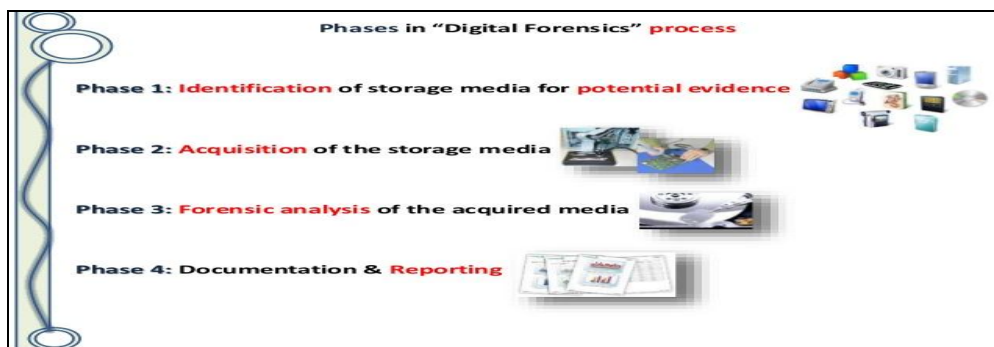 Phases in “Digital Forensics” process
Phase 1: Identification of storage media for potential evidence
Phase 2: Acquisition of the storage media
Phase 3: Forensic analysis of the acquired media
Phase 4: Documentation & Reporting